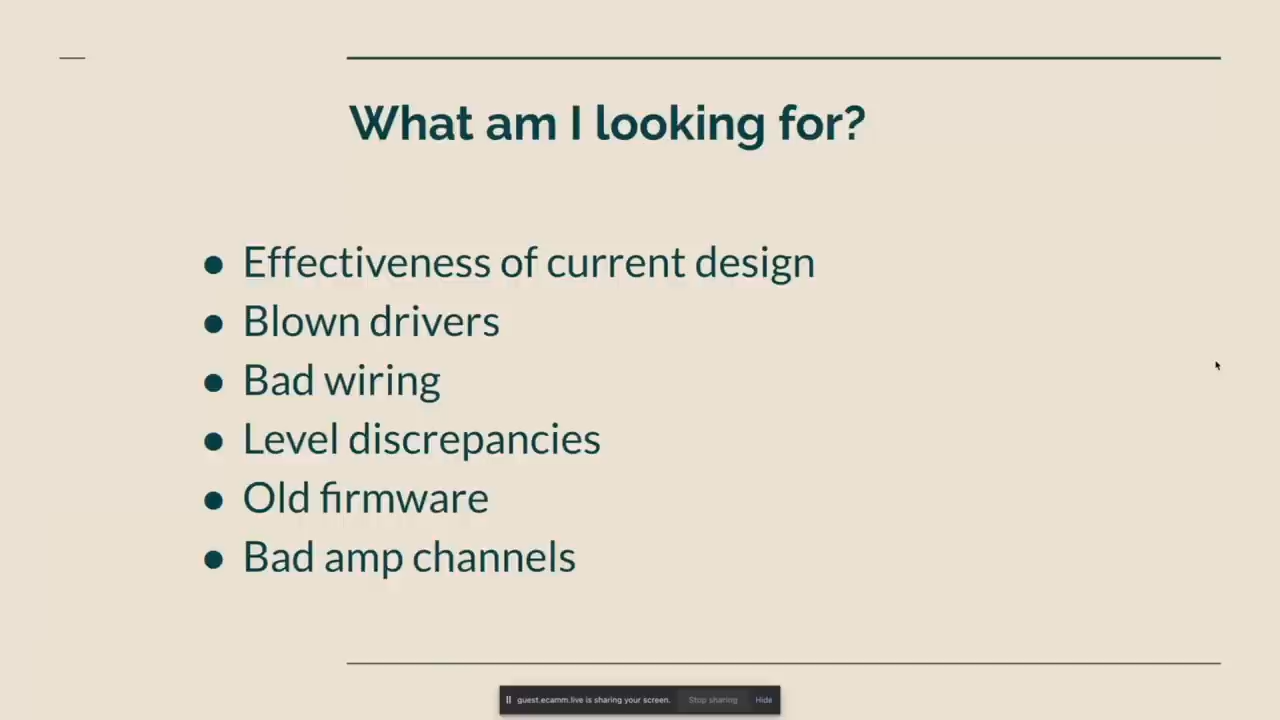 What am I looking for?
● Effectiveness of current design
● Blown drivers
● Bad wiring
● Level discrepancies
● Old firmware
● Bad amp channels
guest.ecamm.live is sharing your screen. Stop sharing Hide